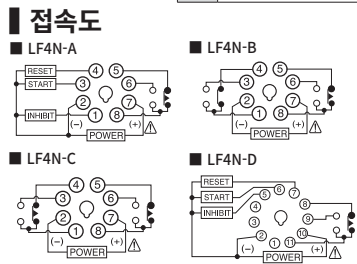 접속도
■ LF4N-A
RESET
START
INHIBIT
④ ⑤
③ ⑥
② ⑦
① ⑧
(-) (+)
POWER
■ LF4N-B
④ ⑤
③ ⑥
② ⑦
① ⑧
(-) (+)
POWER
■ LF4N-C
④ ⑤
③ ⑥
② ⑦
① ⑧
(-) (+)
POWER
■ LF4N-D
RESET
START
INHIBIT
⑤ ⑥ ⑦
④ ⑧
③ ⑨
② ⑩
① ⑪
(-) (+)
POWER